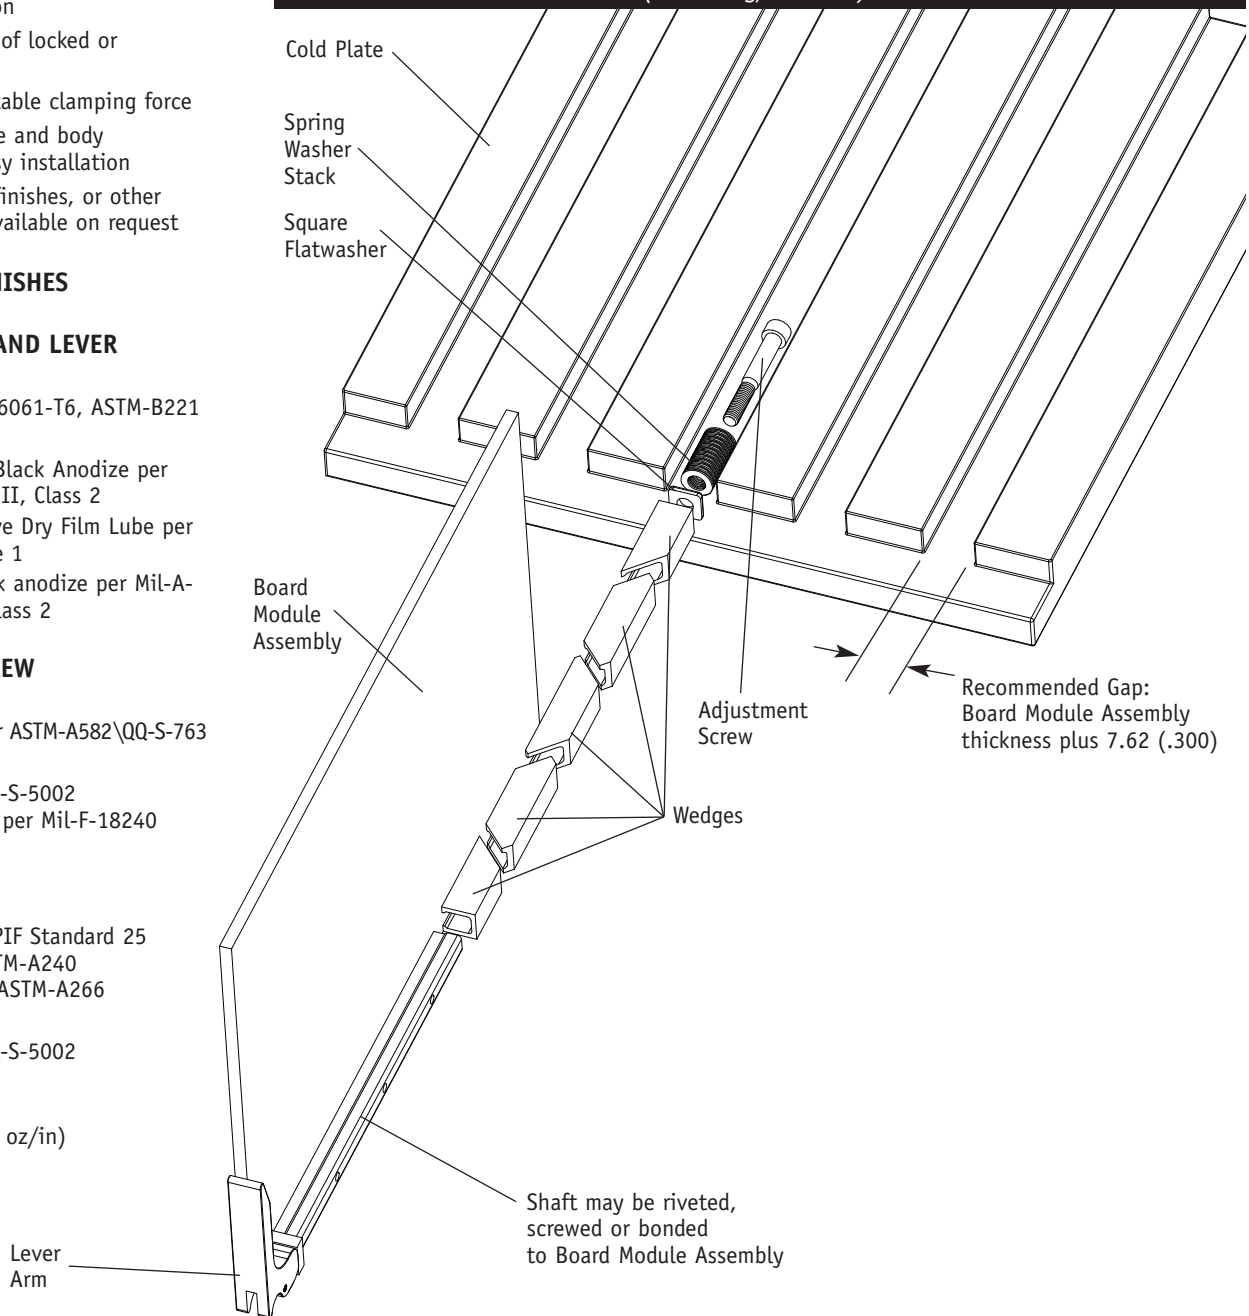 on
of locked or
table clamping force
e and body
sy installation
finishes, or other
vailable on request
NISHES
AND LEVER
6061-T6, ASTM-B221
Black Anodize per
II, Class 2
ve Dry Film Lube per
e 1
k anodize per Mil-A-
lass 2
EW
r ASTM-A582\QQ-S-763
-S-5002
per Mil-F-18240
PIF Standard 25
TM-A240
ASTM-A266
-S-5002
oz/in)
Cold Plate
Spring
Washer
Stack
Square
Flatwasher
Board
Module
Assembly
Adjustment
Screw
Recommended Gap:
Board Module Assembly
thickness plus 7.62 (.300)
Wedges
Shaft may be riveted,
screwed or bonded
to Board Module Assembly
Lever
Arm